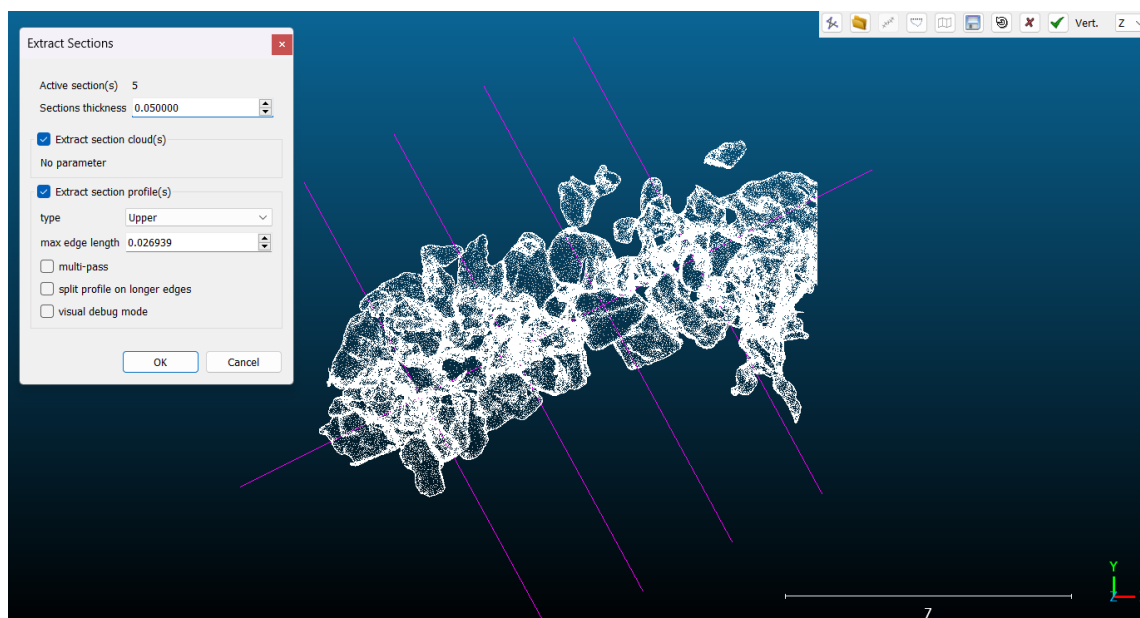 Vert. Z
Extract Sections
Active section(s) 5
Sections thickness 0.050000
Extract section cloud(s)
No parameter
Extract section profile(s)
type Upper
max edge length 0.026939
multi-pass
split profile on longer edges
visual debug mode
OK Cancel
Y
Z
7